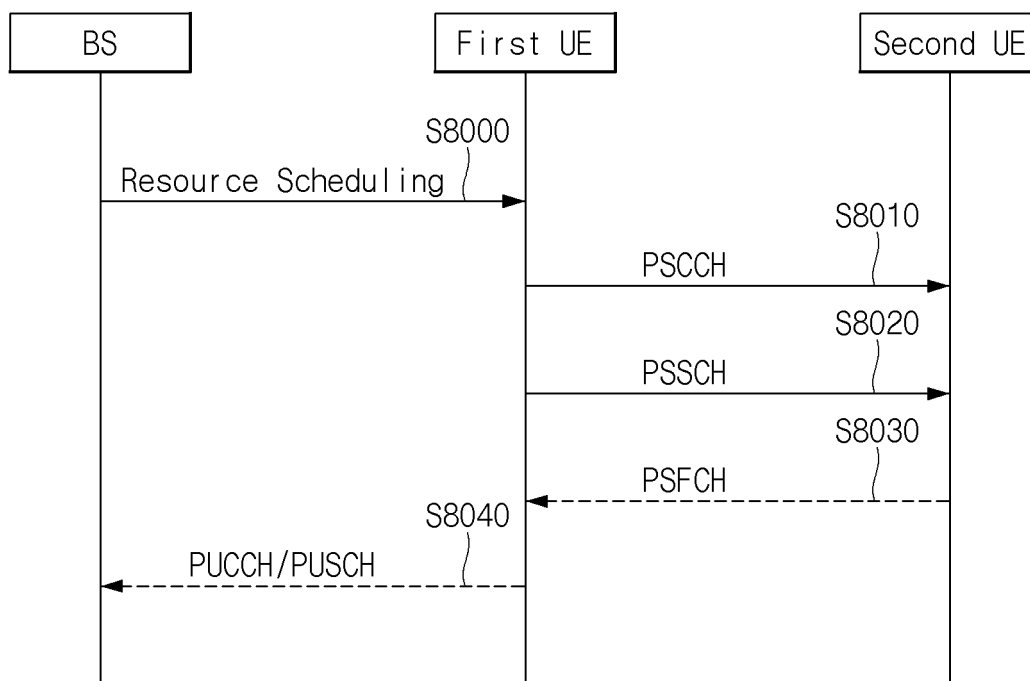 BS
First UE
Second UE
S8000
Resource Scheduling
S8010
PSCCH
S8020
PSSCH
S8030
PSFCH
S8040
PUCCH/PUSCH